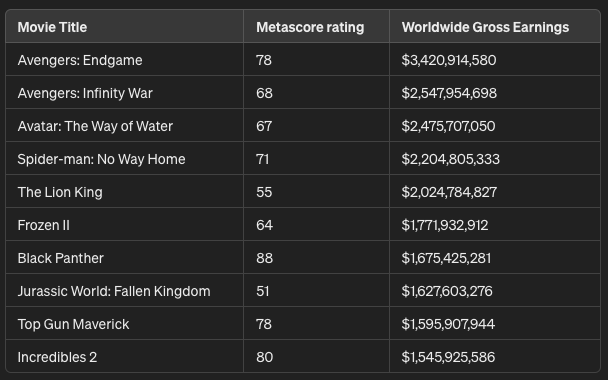 Movie Title Metascore rating Worldwide Gross Earnings
Avengers: Endgame 78 $3,420,914,580
Avengers: Infinity War 68 $2,547,954,698
Avatar: The Way of Water 67 $2,475,707,050
Spider-man: No Way Home 71 $2,204,805,333
The Lion King 55 $2,024,784,827
Frozen II 64 $1,771,932,912
Black Panther 88 $1,675,425,281
Jurassic World: Fallen Kingdom 51 $1,627,603,276
Top Gun Maverick 78 $1,595,907,944
Incredibles 2 80 $1,545,925,586